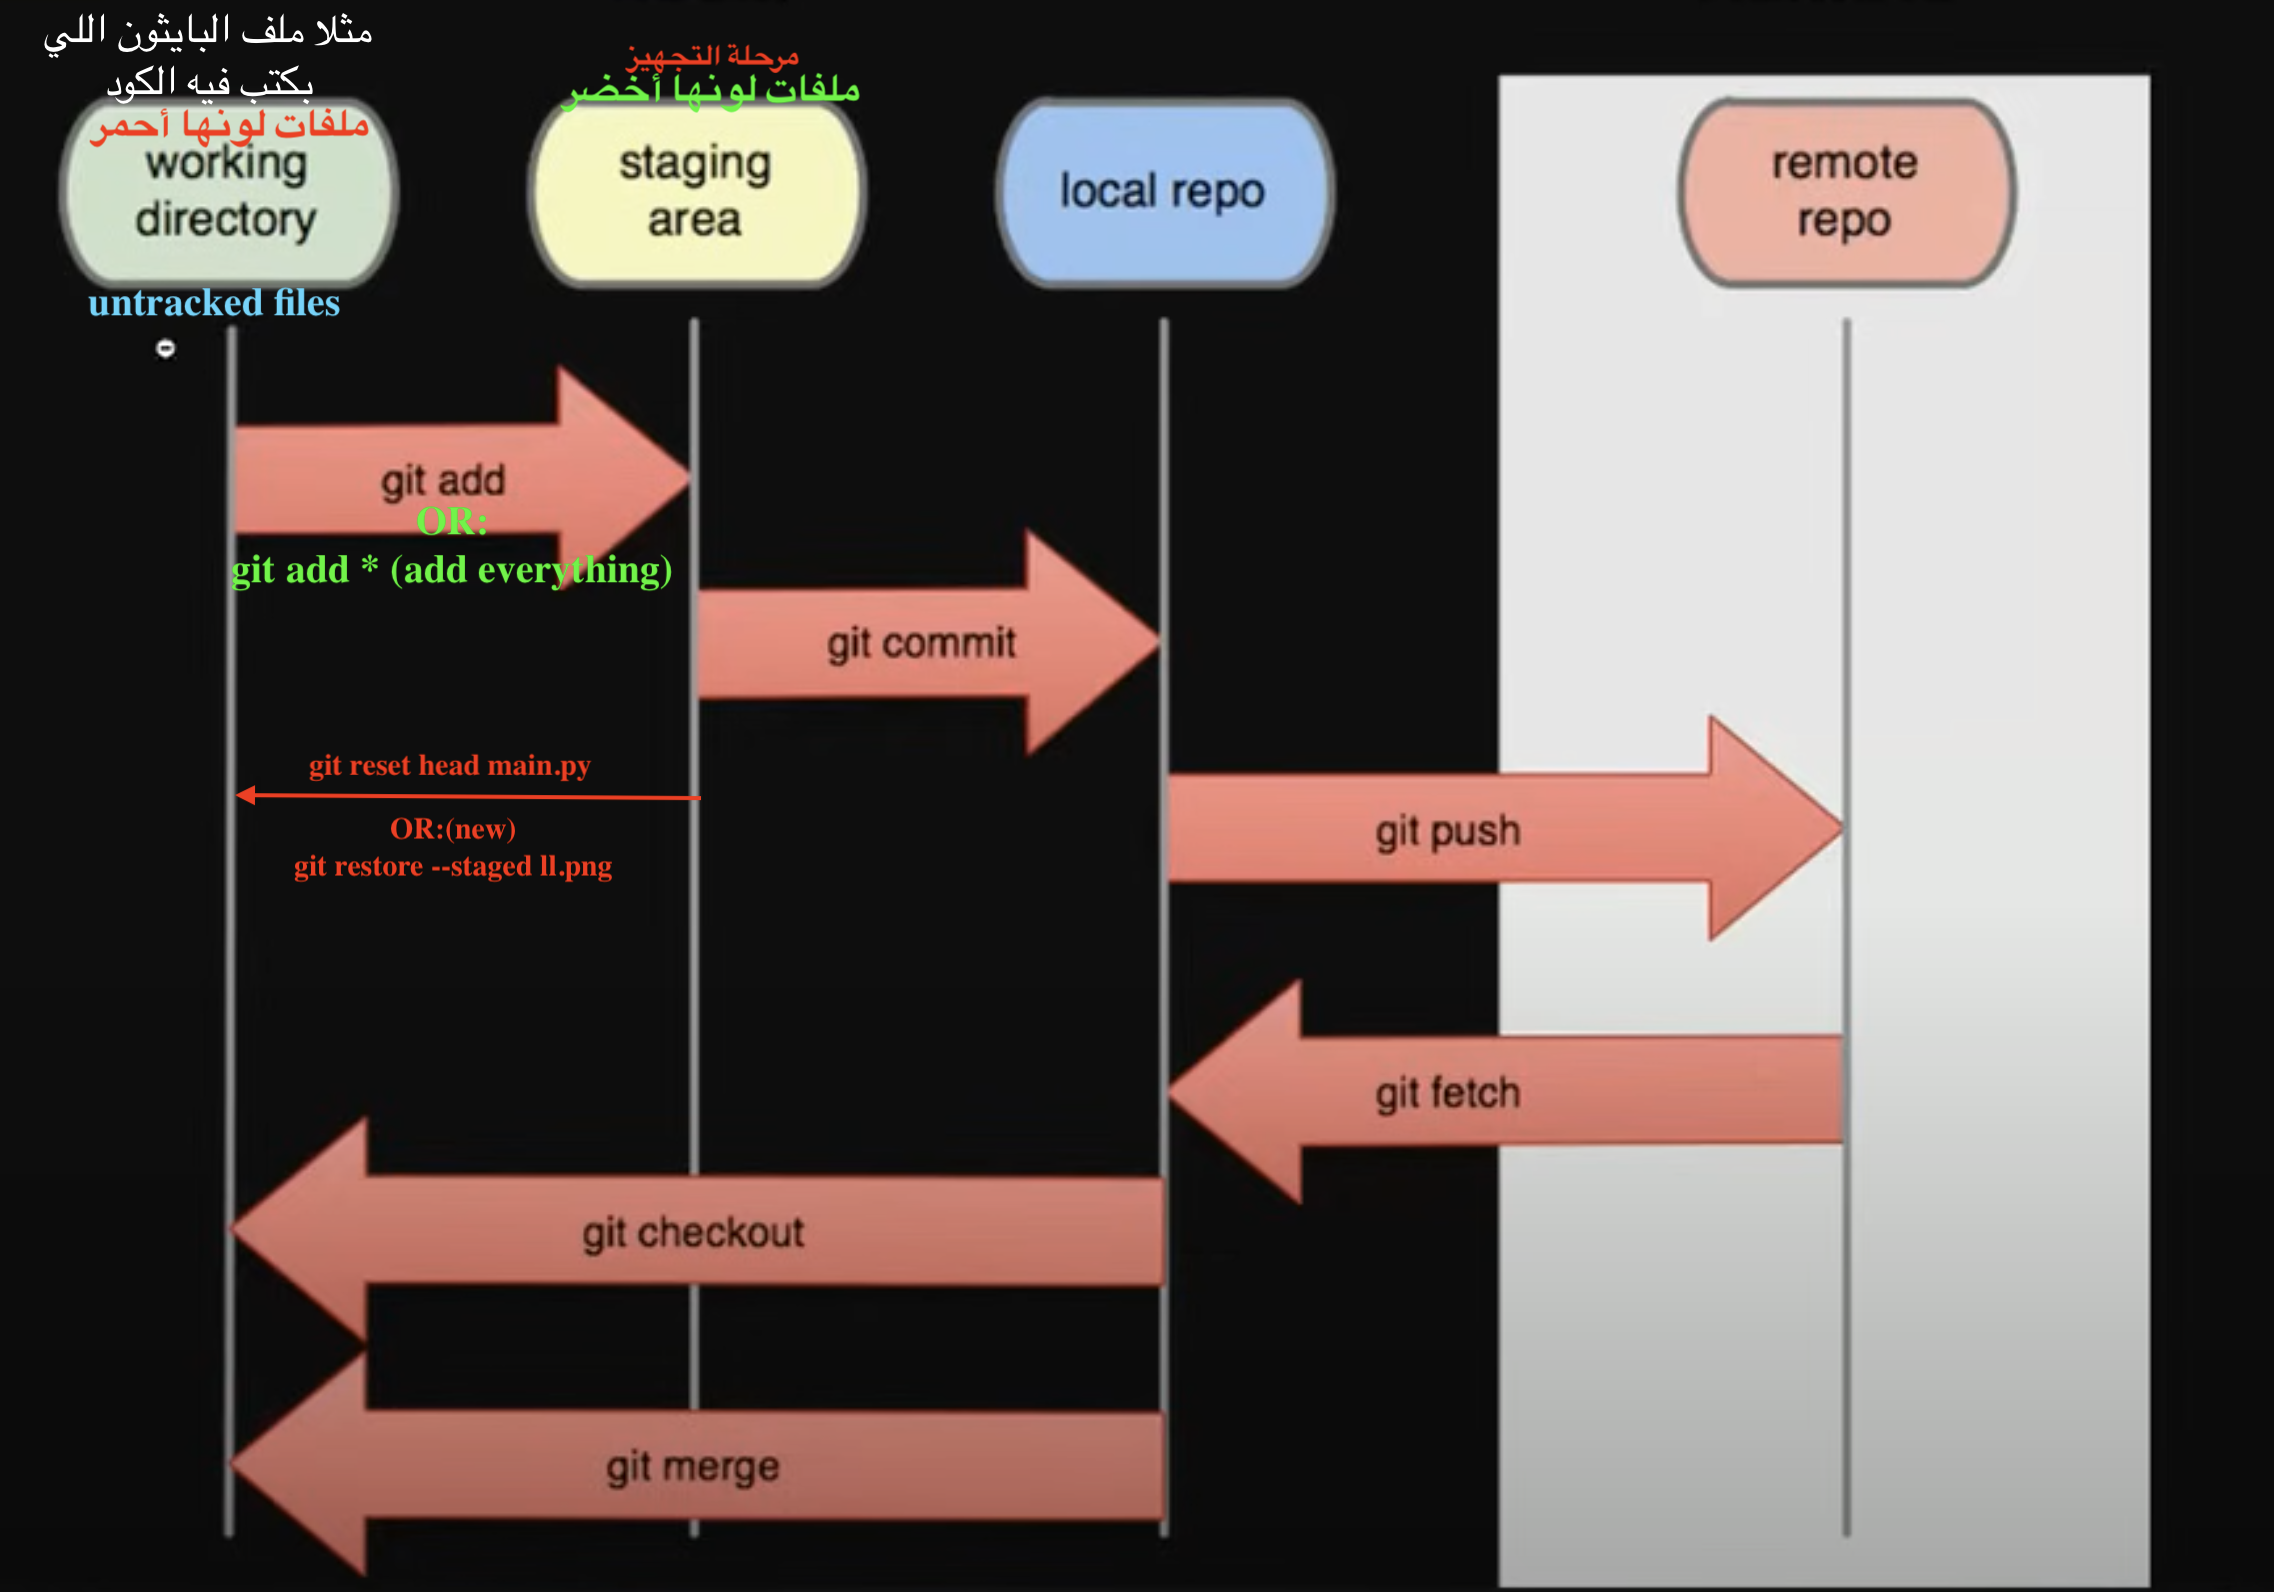 مثلا ملف البايثون اللي
بكتب فيه الكود
ملفات لونها أحمر
working
directory
untracked files
مرحلة التجهيز
ملفات لونها أخضر
staging
area
local repo
remote
repo
git add
OR:
git add * (add everything)
git commit
git reset head main.py
OR:(new)
git restore --staged ll.png
git push
git fetch
git checkout
git merge